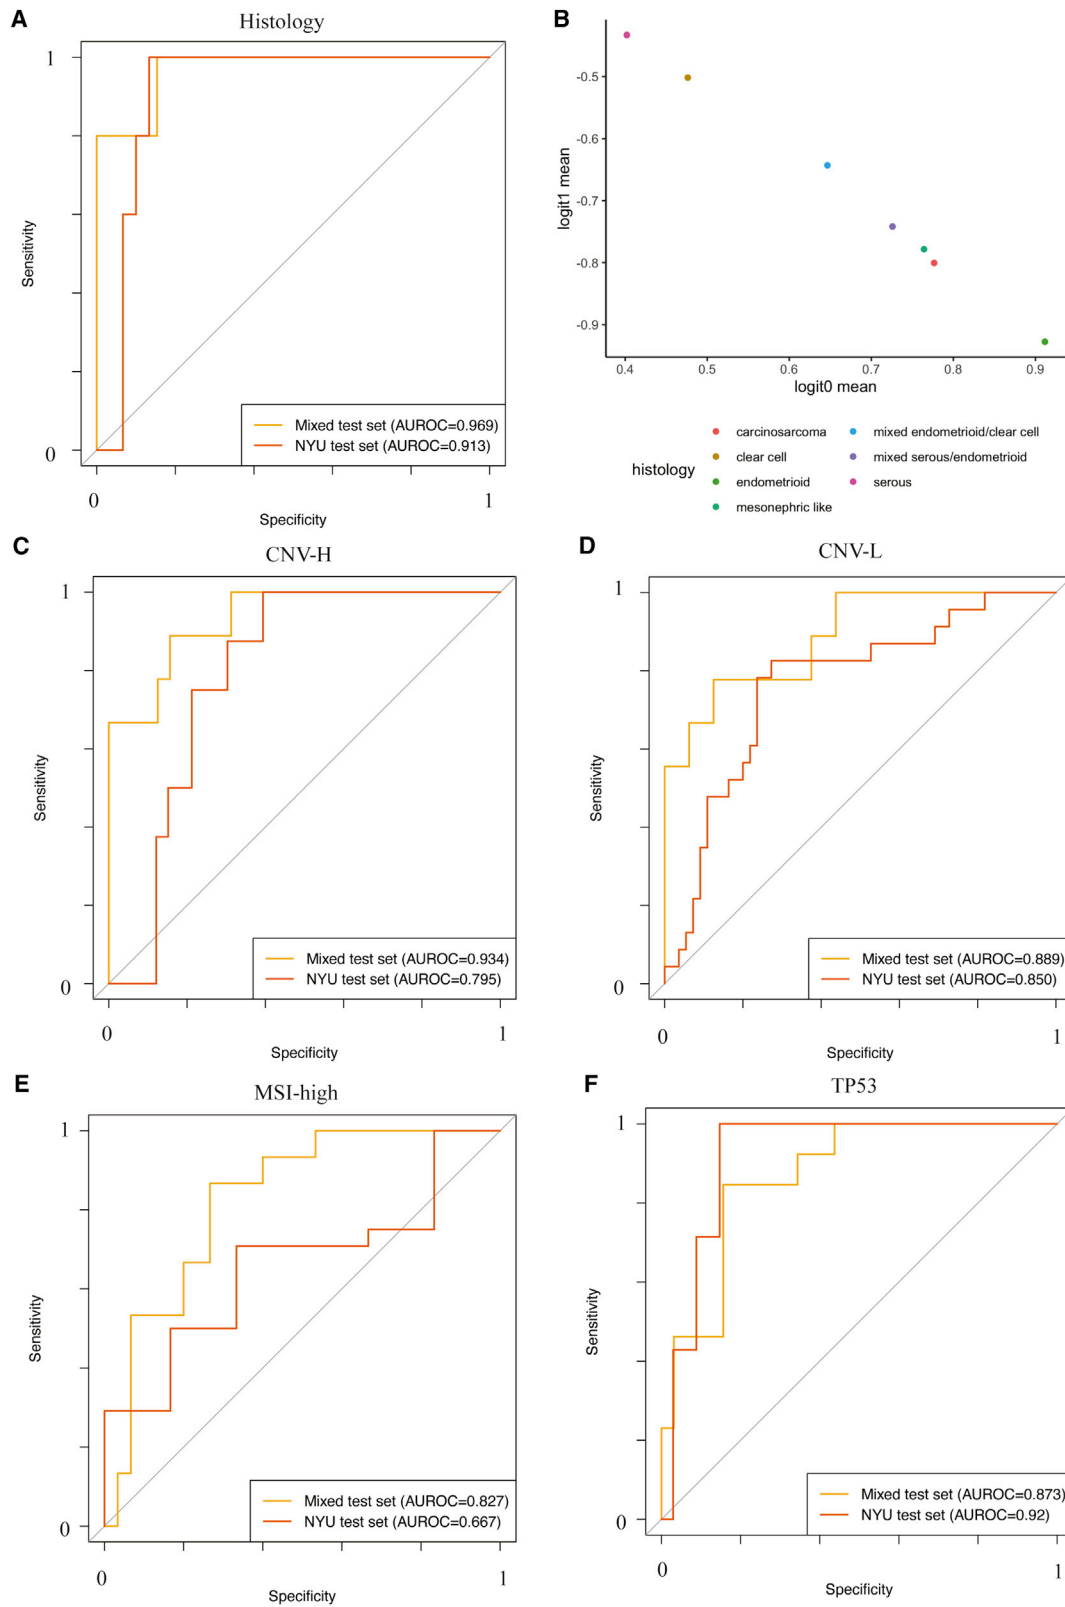 A
Histology
1
Sensitivity
0
Mixed test set (AUROC=0.969)
NYU test set (AUROC=0.913)
0
1
Specificity
B
-0.5
-0.6
-0.7
-0.8
-0.9
logit1 mean
0.4 0.5 0.6 0.7 0.8 0.9
logit0 mean
histology
carcinosarcoma
clear cell
endometrioid
mesonephric like
mixed endometrioid/clear cell
mixed serous/endometrioid
serous
C
CNV-H
1
Sensitivity
0
Mixed test set (AUROC=0.934)
NYU test set (AUROC=0.795)
0
1
Specificity
D
CNV-L
1
Sensitivity
0
Mixed test set (AUROC=0.889)
NYU test set (AUROC=0.850)
0
1
Specificity
E
MSI-high
1
Sensitivity
0
Mixed test set (AUROC=0.827)
NYU test set (AUROC=0.667)
0
1
Specificity
F
TP53
1
Sensitivity
0
Mixed test set (AUROC=0.873)
NYU test set (AUROC=0.92)
0
1
Specificity